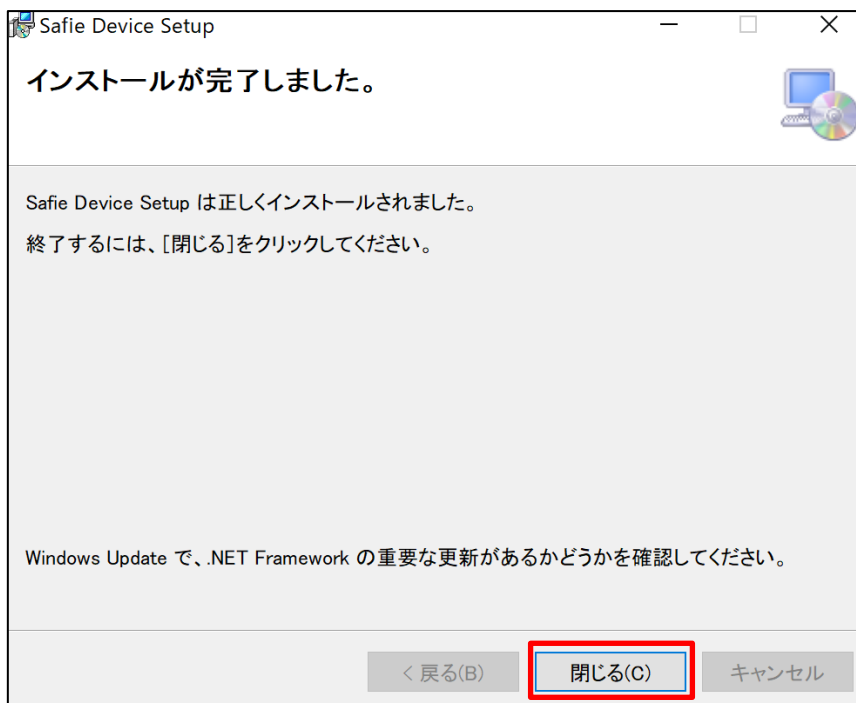 Safie Device Setup
インストールが完了しました。
Safie Device Setup は正しくインストールされました。
終了するには、[閉じる]をクリックしてください。
Windows Update で、.NET Framework の重要な更新があるかどうかを確認してください。
< 戻る(B)
閉じる(C)
キャンセル